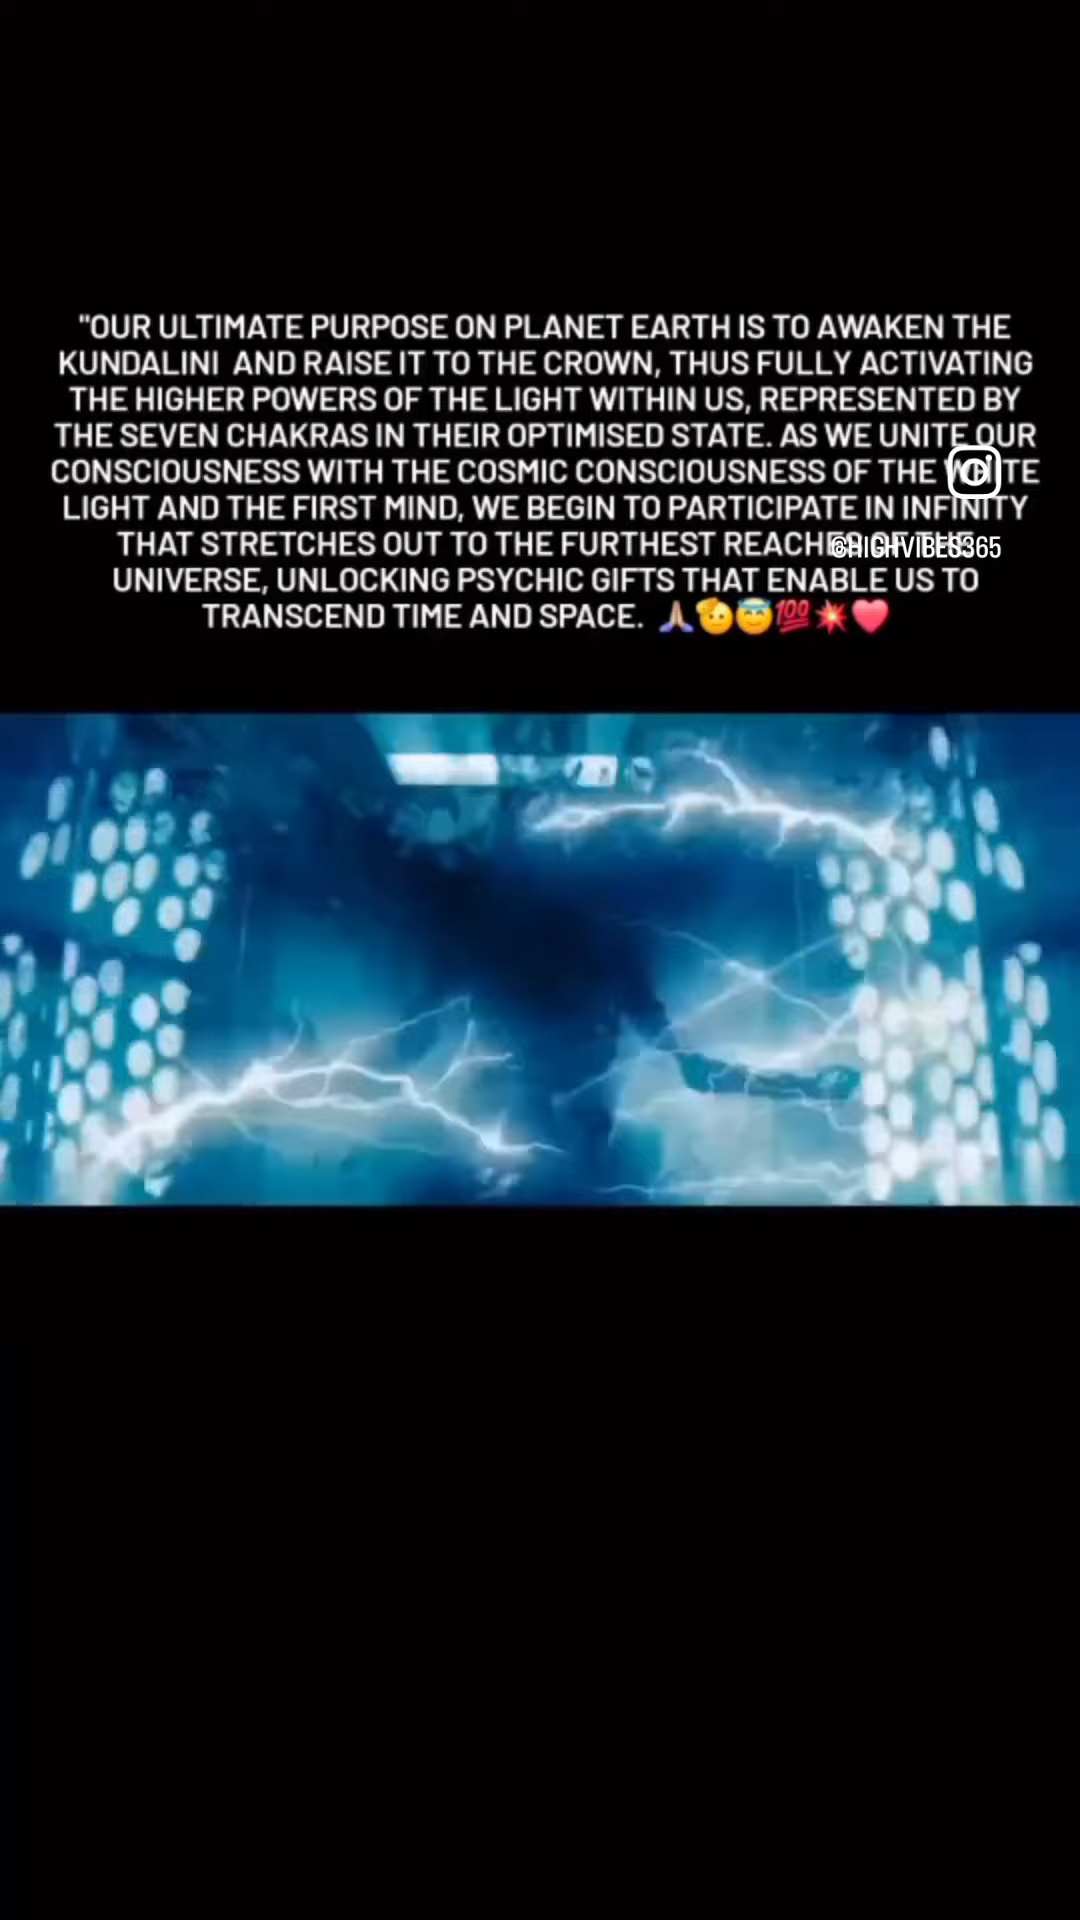 "OUR ULTIMATE PURPOSE ON PLANET EARTH IS TO AWAKEN THE
KUNDALINI AND RAISE IT TO THE CROWN, THUS FULLY ACTIVATING
THE HIGHER POWERS OF THE LIGHT WITHIN US, REPRESENTED BY
THE SEVEN CHAKRAS IN THEIR OPTIMISED STATE. AS WE UNITE OUR
CONSCIOUSNESS WITH THE COSMIC CONSCIOUSNESS OF THE WHITE
LIGHT AND THE FIRST MIND, WE BEGIN TO PARTICIPATE IN INFINITY
THAT STRETCHES OUT TO THE FURTHEST REACHES OF THE
@HIGHVIBES365
UNIVERSE, UNLOCKING PSYCHIC GIFTS THAT ENABLE US TO
TRANSCEND TIME AND SPACE. 🙏🏽🫡😇💯💥❤️